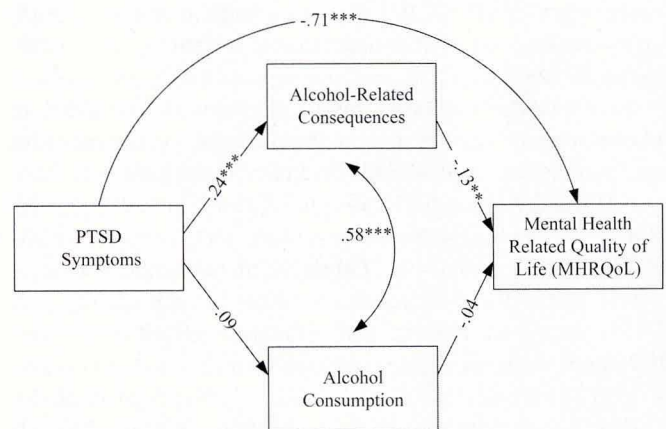 -.71***
Alcohol-Related
Consequences
.24***
-.13**
PTSD
Symptoms
.58***
Mental Health
Related Quality of
Life (MHRQoL)
-.09
-.04
Alcohol
Consumption